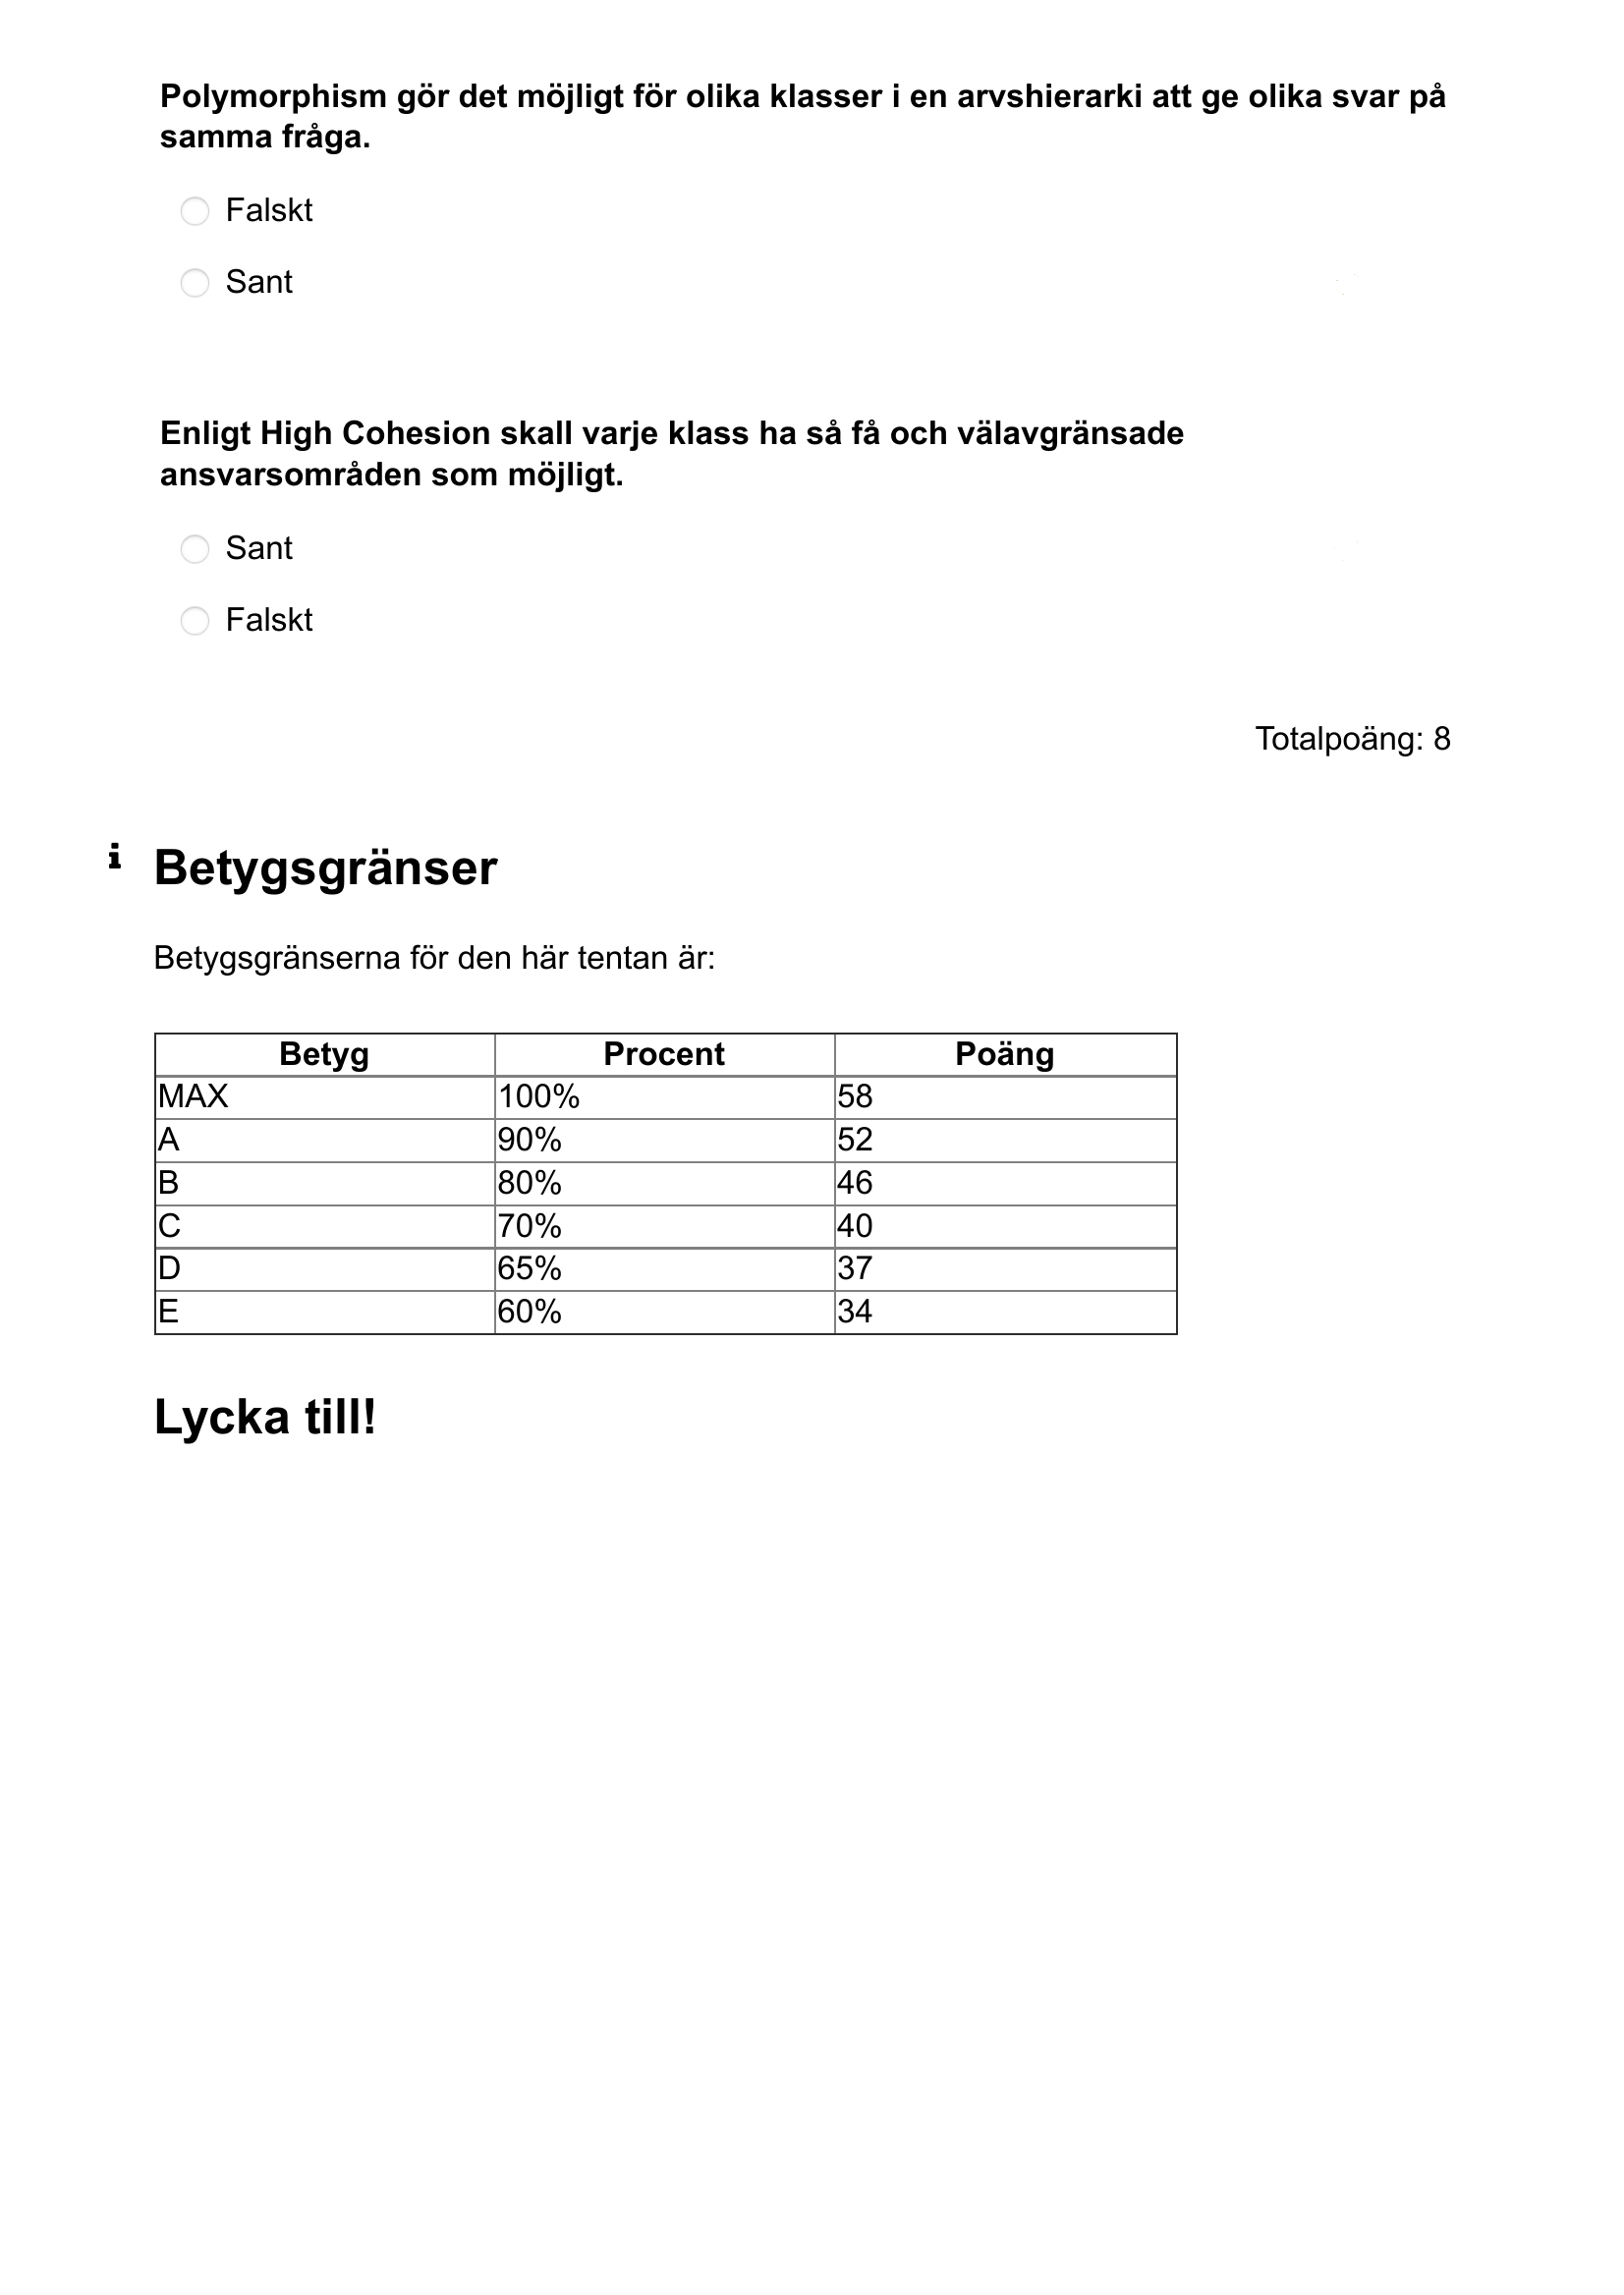 Polymorphism gör det möjligt för olika klasser i en arvshierarki att ge olika svar på
samma fråga.
Falskt
Sant
Enligt High Cohesion skall varje klass ha så få och välavgränsade
ansvarsområden som möjligt.
Sant
Falskt
Totalpoäng: 8
i Betygsgränser
Betygsgränserna för den här tentan är:
Betyg Procent Poäng
MAX 100% 58
A 90% 52
B 80% 46
C 70% 40
D 65% 37
E 60% 34
Lycka till!